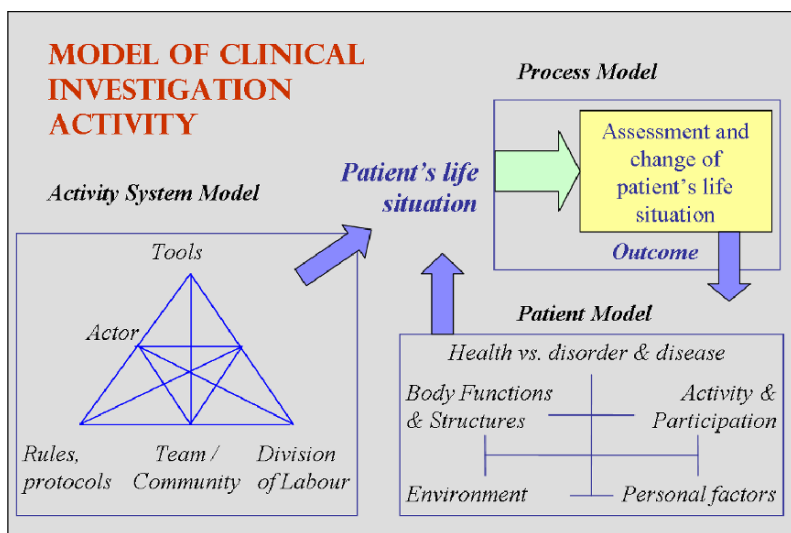 MODEL OF CLINICAL
INVESTIGATION
ACTIVITY
Process Model
Assessment and
change of
patient's life
situation
Outcome
Patient's life
situation
Activity System Model
Tools
Actor
Rules,
protocols
Team /
Community
Division
of Labour
Patient Model
Health vs. disorder & disease
Body Functions
& Structures
Activity &
Participation
Environment
Personal factors